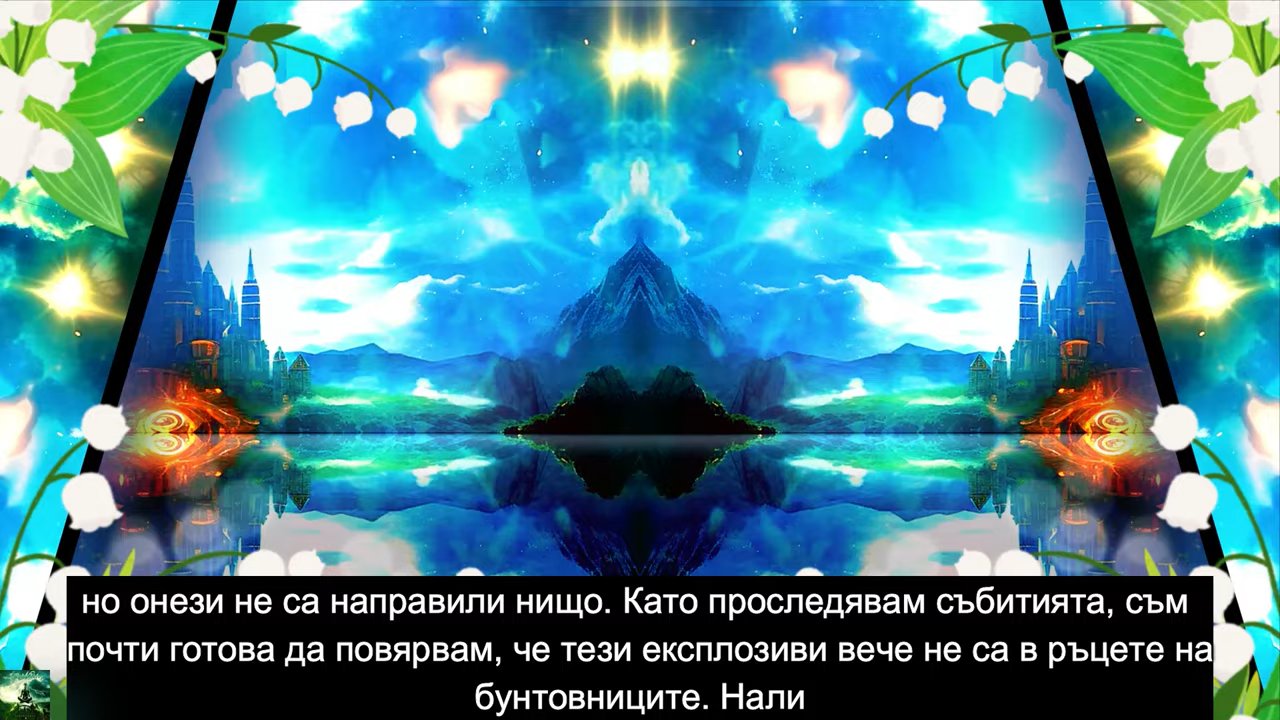 но онези не са направили нищо. Като проследявам събитията, съм
почти готова да повярвам, че тези експлозиви вече не са в ръцете на
бунтовниците. Нали